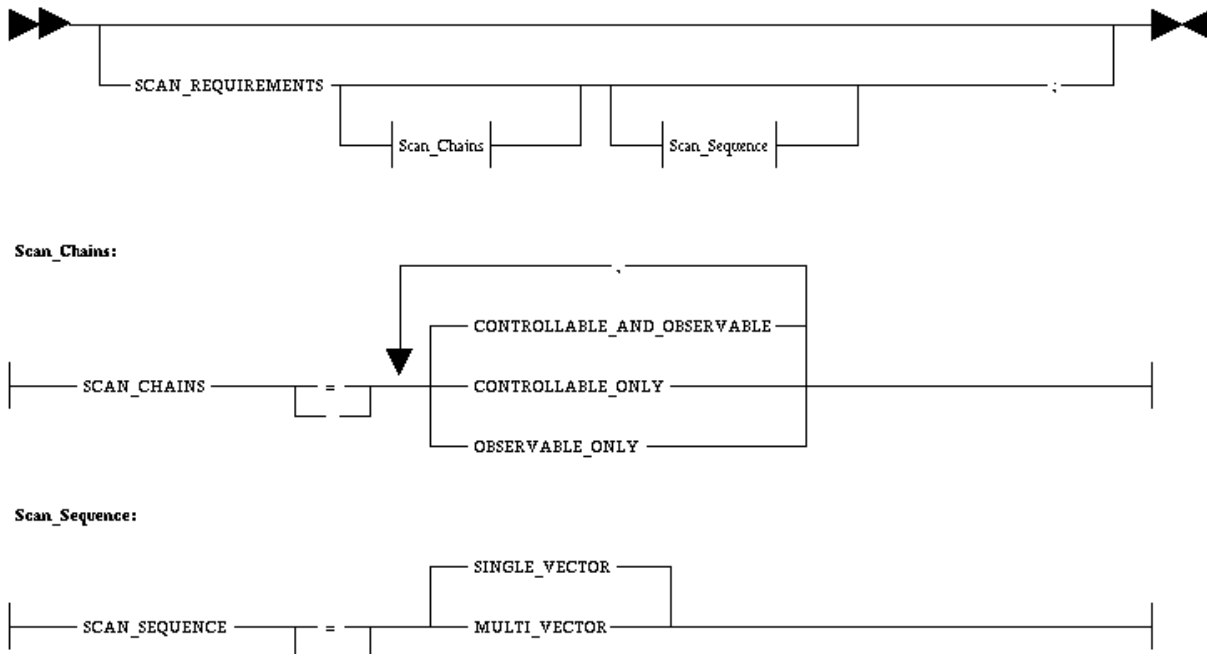 SCAN_REQUIREMENTS ;
Scan_Chains Scan_Sequence
Scan_Chains:
,
CONTROLLABLE_AND_OBSERVABLE
SCAN_CHAINS = CONTROLLABLE_ONLY
OBSERVABLE_ONLY
Scan_Sequence:
SINGLE_VECTOR
SCAN_SEQUENCE = MULTI_VECTOR